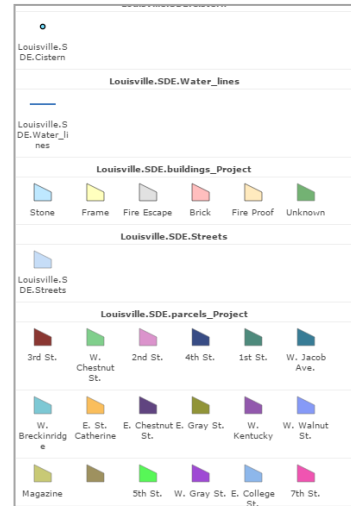 Louisville.SDE.Cistern
Louisville.S
DE.Cistern
Louisville.SDE.Water_lines
Louisville.S
DE.Water_li
nes
Louisville.SDE.buildings_Project
Stone Frame Fire Escape Brick Fire Proof Unknown
Louisville.SDE.Streets
Louisville.S
DE.Streets
Louisville.SDE.parcels_Project
3rd St. W. Chestnut St. 2nd St. 4th St. 1st St. W. Jacob Ave.
W. Breckinridg e E. St. Catherine E. Chestnut St. E. Gray St. W. Kentucky W. Walnut St.
Magazine 5th St. W. Gray St. E. College St. 7th St.